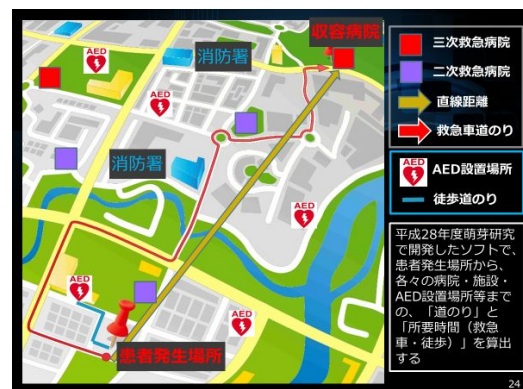 収容病院
AED
消防署
AED
消防署
AED
AED
AED
患者発生場所
三次救急病院
二次救急病院
直線距離
救急車道のり
AED
AED設置場所
徒歩道のり
平成28年度萌芽研究
で開発したソフトで、
患者発生場所から、
各々の病院・施設・
AED設置場所等まで
の、「道のり」と
「所要時間（救急
車・徒歩）」を算出
する
24